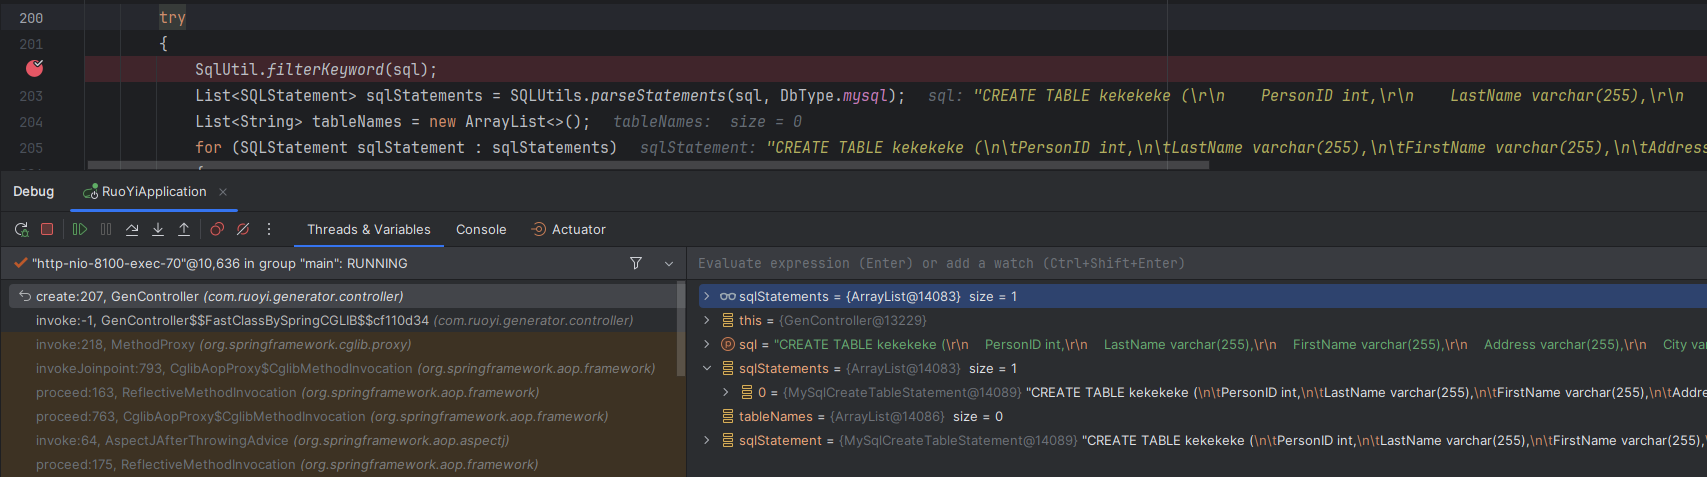 200 try
201 {
SqlUtil.filterKeyword(sql);
203 List<SQLStatement> sqlStatements = SQLUtils.parseStatements(sql, DbType.mysql); sql: "CREATE TABLE kekekeke (\r\n    PersonID int,\r\n    LastName varchar(255),\r\n
204 List<String> tableNames = new ArrayList<>(); tableNames: size = 0
205 for (SQLStatement sqlStatement : sqlStatements) sqlStatement: "CREATE TABLE kekekeke (\n\tPersonID int,\n\tLastName varchar(255),\n\tFirstName varchar(255),\n\tAddress
Debug RuoYiApplication
Threads & Variables Console Actuator
"http-nio-8100-exec-70"@10,636 in group "main": RUNNING
Evaluate expression (Enter) or add a watch (Ctrl+Shift+Enter)
create:207, GenController (com.ruoyi.generator.controller)
sqlStatements = {ArrayList@14083} size = 1
invoke:-1, GenController$$FastClassBySpringCGLIB$$cf110d34 (com.ruoyi.generator.controller)
this = {GenController@13229}
invoke:218, MethodProxy (org.springframework.cglib.proxy)
sql = "CREATE TABLE kekekeke (\r\n    PersonID int,\r\n    LastName varchar(255),\r\n    FirstName varchar(255),\r\n    Address varchar(255),\r\n    City var
invokeJoinpoint:793, CglibAopProxy$CglibMethodInvocation (org.springframework.aop.framework)
sqlStatements = {ArrayList@14083} size = 1
proceed:163, ReflectiveMethodInvocation (org.springframework.aop.framework)
0 = {MySqlCreateTableStatement@14089} "CREATE TABLE kekekeke (\n\tPersonID int,\n\tLastName varchar(255),\n\tFirstName varchar(255),\n\tAddre
proceed:763, CglibAopProxy$CglibMethodInvocation (org.springframework.aop.framework)
tableNames = {ArrayList@14086} size = 0
invoke:64, AspectJAfterThrowingAdvice (org.springframework.aop.aspectj)
sqlStatement = {MySqlCreateTableStatement@14089} "CREATE TABLE kekekeke (\n\tPersonID int,\n\tLastName varchar(255),\n\tFirstName varchar(255),\
proceed:175, ReflectiveMethodInvocation (org.springframework.aop.framework)